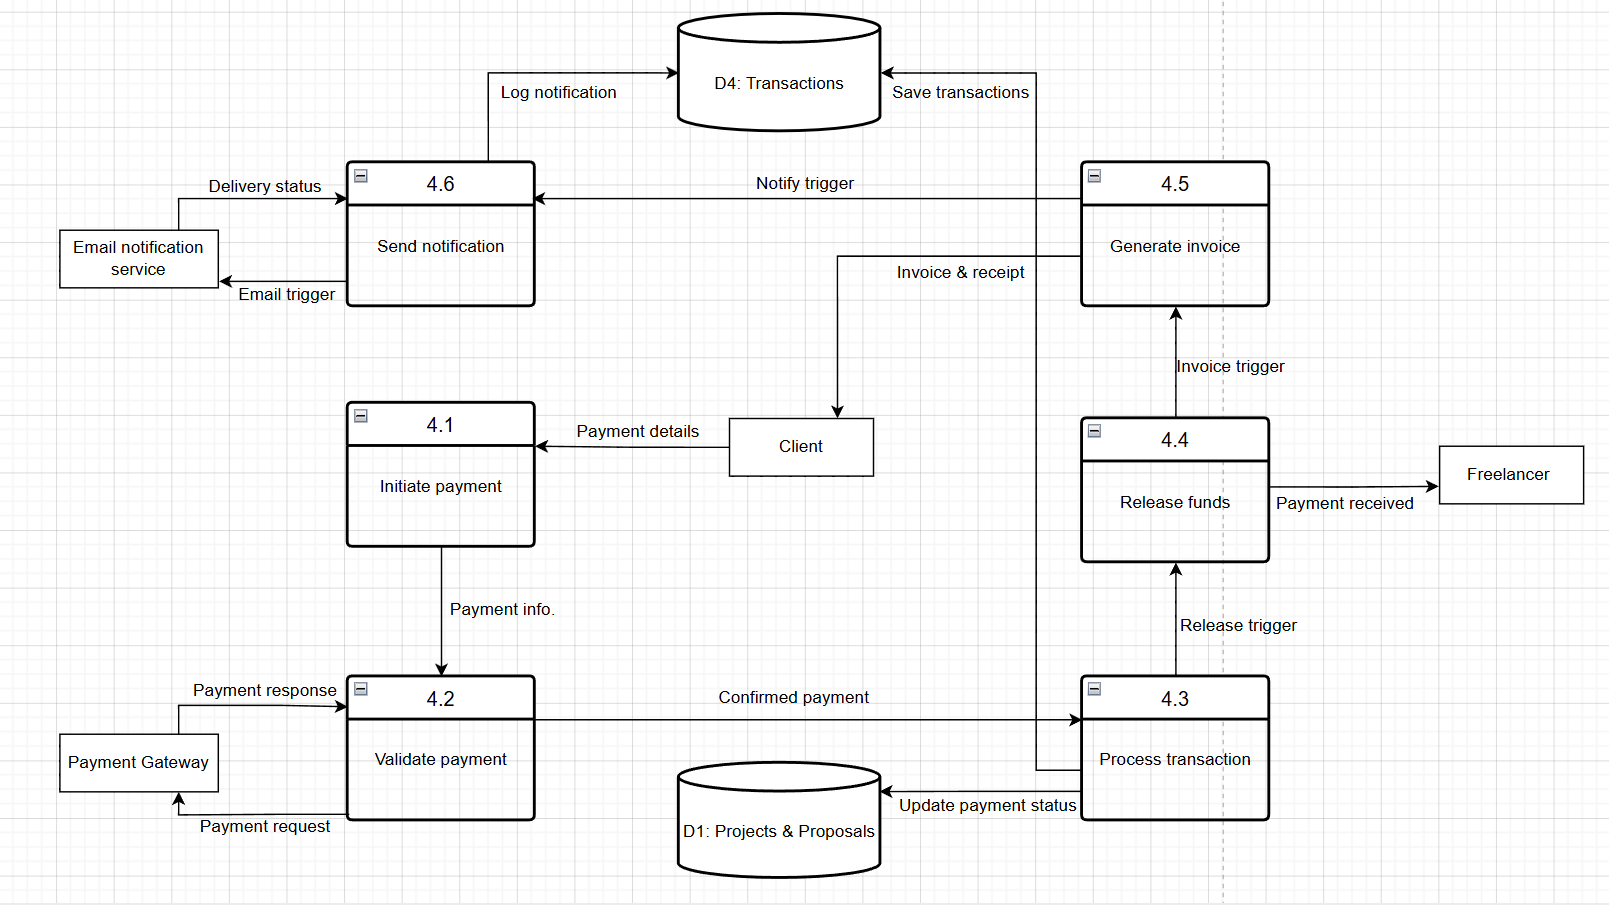 D4: Transactions
Log notification
Save transactions
4.6
Send notification
Delivery status
Email notification
service
Email trigger
Notify trigger
4.5
Generate invoice
Invoice & receipt
Invoice trigger
4.1
Initiate payment
Payment details
Client
4.4
Release funds
Payment received
Freelancer
Payment info.
Release trigger
Payment response
4.2
Validate payment
Payment Gateway
Payment request
Confirmed payment
4.3
Process transaction
Update payment status
D1: Projects & Proposals